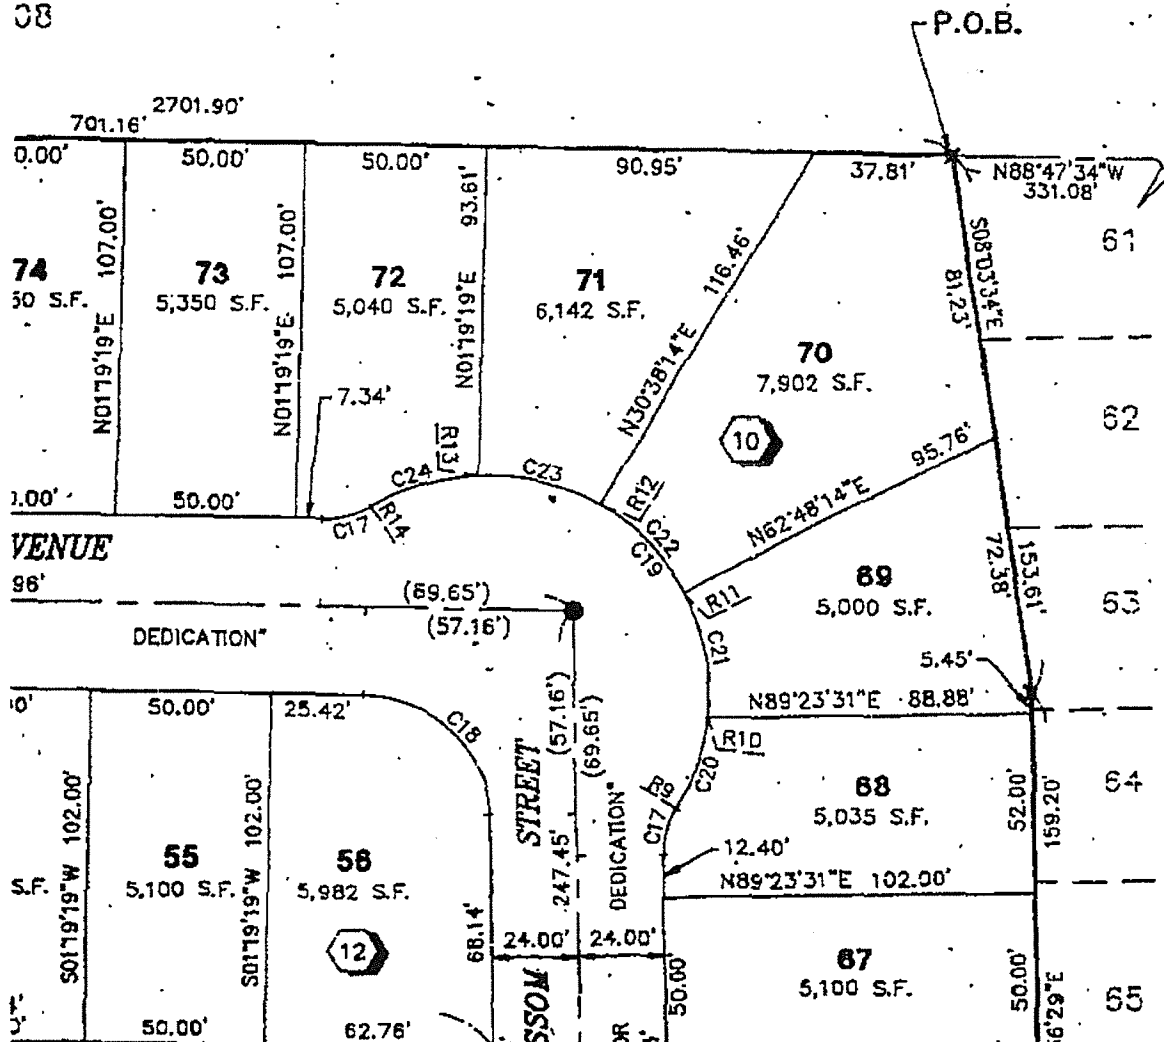 08
P.O.B.
2701.90'
701.16'
0.00'
50.00'
50.00'
90.95'
37.81'
N88°47'34"W
331.08'
61
93.61'
N01°19'19"E
107.00'
N01°19'19"E
107.00'
N01°19'19"E
116.46'
N30°38'14"E
S08°03'34"E
81.23'
74
50 S.F.
73
5,350 S.F.
72
5,040 S.F.
71
6,142 S.F.
70
7,902 S.F.
10
62
7.34'
R13
C24
C23
R12
C22
C19
95.76'
N62°48'14"E
50.00'
C17
R14
VENUE
96'
(69.65')
(57.16')
DEDICATION"
R11
C21
69
5,000 S.F.
72.38'
153.61'
63
5.45'
N89°23'31"E 88.88'
50.00'
25.42'
C18
(57.16')
(69.65')
R10
C20
R9
C17
STREET
DEDICATION"
247.45'
68
5,035 S.F.
52.00'
159.20'
64
12.40'
N89°23'31"E 102.00'
S.F.
S01°19'19"W 102.00'
55
5,100 S.F.
S01°19'19"W 102.00'
56
5,982 S.F.
12
68.14'
24.00'
24.00'
50.00'
67
5,100 S.F.
50.00'
6'29"E
65
SSOM
OR
50.00'
62.76'